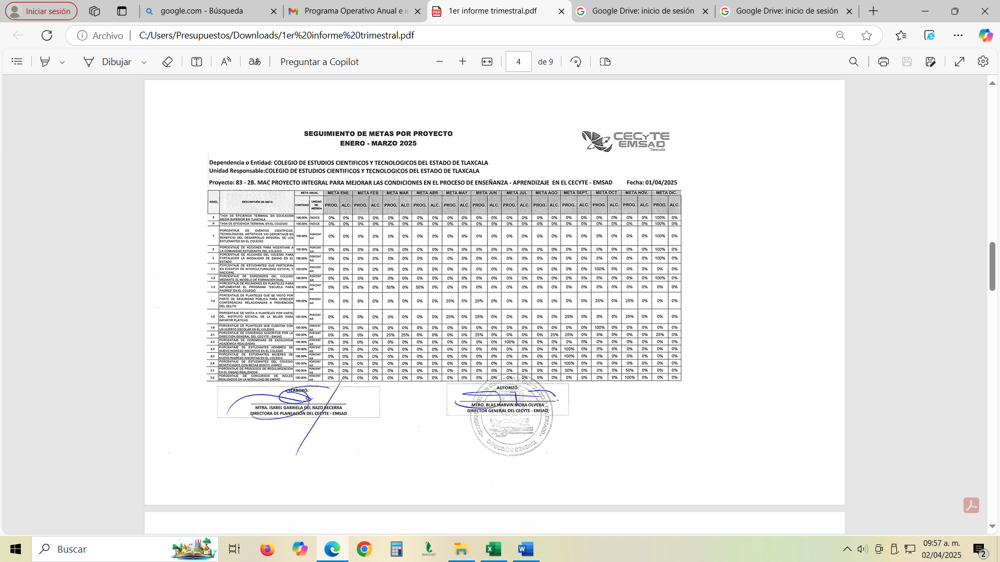 Iniciar sesión
google.com - Búsqueda
Programa Operativo Anual e i
1er informe trimestral.pdf
Google Drive: inicio de sesión
Google Drive: inicio de sesión
Archivo
C:/Users/Presupuestos/Downloads/1er%20informe%20trimestral.pdf
Dibujar
Preguntar a Copilot
4 de 9
SEGUIMIENTO DE METAS POR PROYECTO
ENERO - MARZO 2025
CECYTE
EMSAD
Tlaxcala
Dependencia o Entidad: COLEGIO DE ESTUDIOS CIENTIFICOS Y TECNOLOGICOS DEL ESTADO DE TLAXCALA
Unidad Responsable:COLEGIO DE ESTUDIOS CIENTIFICOS Y TECNOLOGICOS DEL ESTADO DE TLAXCALA
Proyecto: 83 - 2B. MAC PROYECTO INTEGRAL PARA MEJORAR LAS CONDICIONES EN EL PROCESO DE ENSEÑANZA - APRENDIZAJE EN EL CECYTE - EMSAD Fecha: 01/04/2025
NIVEL DESCRIPCIÓN DE META META ANUAL META ENE META FEB META MAR META ABR META MAY META JUN META JUL META AGO META SEPT. META OCT META NOV. META DIC.
CANTIDAD UNIDAD DE MEDIDA PROG. ALC. PROG. ALC. PROG. ALC. PROG. ALC. PROG. ALC. PROG. ALC. PROG. ALC. PROG. ALC. PROG. ALC. PROG. ALC. PROG. ALC. PROG. ALC.
F TASA DE EFICIENCIA TERMINAL EN EDUCACIÓN MEDIA SUPERIOR EN TLAXCALA 100.00% ÍNDICE 0% 0% 0% 0% 0% 0% 0% 0% 0% 0% 0% 0% 0% 0% 0% 0% 0% 0% 0% 0% 0% 0% 100% 0%
P TASA DE EFICIENCIA TERMINAL EN EL COLEGIO 100.00% ÍNDICE 0% 0% 0% 0% 0% 0% 0% 0% 0% 0% 0% 0% 0% 0% 0% 0% 0% 0% 0% 0% 0% 0% 100% 0%
1 PORCENTAJE DE EVENTOS CIENTÍFICOS, TECNOLÓGICOS, ARTÍSTICOS Y/O DEPORTIVOS EN BENEFICIO DEL DESARROLLO INTEGRAL DE LOS ESTUDIANTES EN EL COLEGIO 100.00% PORCENTAJE 0% 0% 0% 0% 0% 0% 0% 0% 0% 0% 0% 0% 0% 0% 0% 0% 0% 0% 0% 0% 0% 0% 100% 0%
2 PORCENTAJE DE ACCIONES PARA INCENTIVAR A LA COMUNIDAD ESTUDIANTIL DEL COLEGIO 100.00% PORCENTAJE 0% 0% 0% 0% 0% 0% 0% 0% 0% 0% 0% 0% 0% 0% 0% 0% 0% 0% 0% 0% 0% 0% 100% 0%
3 PORCENTAJE DE ACCIONES DEL COLEGIO PARA FORTALECER LA MODALIDAD DE EMSAD EN EL ESTADO 100.00% PORCENTAJE 0% 0% 0% 0% 0% 0% 0% 0% 0% 0% 0% 0% 0% 0% 0% 0% 0% 0% 0% 0% 0% 0% 100% 0%
1.1 PORCENTAJE DE ESTUDIANTES QUE PARTICIPAN EN EVENTOS DE INTERCULTURALIDAD ESTATAL Y NACIONAL 100.00% PORCENTAJE 0% 0% 0% 0% 0% 0% 0% 0% 0% 0% 0% 0% 0% 0% 0% 0% 0% 0% 100% 0% 0% 0% 0% 0%
1.2 PORCENTAJE DE EGRESADOS DEL COLEGIO MEDIANTE EL MODELO DE FORMACIÓN DUAL 100.00% PORCENTAJE 0% 0% 0% 0% 0% 0% 0% 0% 0% 0% 0% 0% 0% 0% 0% 0% 0% 0% 0% 0% 0% 0% 100% 0%
1.3 PORCENTAJE DE REUNIONES EN PLANTELES PARA IMPLEMENTAR EL PROGRAMA "ESCUELA PARA PADRES" EN EL COLEGIO 100.00% PORCENTAJE 0% 0% 0% 0% 50% 0% 50% 0% 0% 0% 0% 0% 0% 0% 0% 0% 0% 0% 0% 0% 0% 0% 0% 0%
1.4 PORCENTAJE DE PLANTELES QUE SE VISITÓ POR PARTE DE SEGURIDAD PÚBLICA PARA OFRECER CONFERENCIAS RELACIONADAS A PREVENCIÓN DEL DELITO 100.00% PORCENTAJE 0% 0% 0% 0% 0% 0% 0% 0% 25% 0% 25% 0% 0% 0% 0% 0% 0% 0% 25% 0% 25% 0% 0% 0%
1.5 PORCENTAJE DE VISITA A PLANTELES POR PARTE DEL INSTITUTO ESTATAL DE LA MUJER PARA IMPARTIR PLÁTICAS 100.00% PORCENTAJE 0% 0% 0% 0% 0% 0% 0% 0% 25% 0% 25% 0% 0% 0% 0% 0% 25% 0% 0% 0% 25% 0% 0% 0%
1.6 PORCENTAJE DE PLANTELES QUE CUENTAN CON UN HUERTO ESCOLAR EN EL COLEGIO 100.00% PORCENTAJE 0% 0% 0% 0% 0% 0% 0% 0% 0% 0% 0% 0% 0% 0% 0% 0% 0% 0% 100% 0% 0% 0% 0% 0%
2.1 PORCENTAJE DE CONVENIOS SUSCRITOS POR LA DIRECCIÓN GENERAL DEL CECYTE - EMSAD 100.00% PORCENTAJE 0% 0% 0% 0% 25% 25% 0% 0% 0% 0% 25% 0% 0% 0% 0% 25% 25% 0% 0% 0% 0% 0% 25% 0%
2.2 PORCENTAJE DE CEREMONIAS DE EXCELENCIA ACADÉMICA REALIZADAS 100.00% PORCENTAJE 0% 0% 0% 0% 0% 0% 0% 0% 0% 0% 0% 0% 100% 0% 0% 0% 0% 0% 0% 0% 0% 0% 0% 0%
2.3 PORCENTAJE DE ESTUDIANTES HOMBRES DE NUEVO INGRESO INSCRITOS EN EL COLEGIO 100.00% PORCENTAJE 0% 0% 0% 0% 0% 0% 0% 0% 0% 0% 0% 0% 0% 0% 0% 0% 100% 0% 0% 0% 0% 0% 0% 0%
2.3 PORCENTAJE DE ESTUDIANTES MUJERES DE NUEVO INGRESO INSCRITAS EN EL COLEGIO 100.00% PORCENTAJE 0% 0% 0% 0% 0% 0% 0% 0% 0% 0% 0% 0% 0% 0% 0% 0% 100% 0% 0% 0% 0% 0% 0% 0%
2.4 PORCENTAJE DE ESTUDIANTES DEL COLEGIO BENEFICIADOS CON BECAS BENITO JUÁREZ 100.00% PORCENTAJE 0% 0% 0% 0% 0% 0% 0% 0% 0% 0% 0% 0% 0% 0% 0% 0% 100% 0% 0% 0% 0% 0% 0% 0%
3.1 PORCENTAJE DE PROCESOS DE REGULARIZACIÓN EN EL EMSAD REALIZADOS 100.00% PORCENTAJE 0% 0% 0% 0% 0% 0% 0% 0% 0% 0% 0% 0% 0% 0% 0% 0% 50% 0% 0% 0% 50% 0% 0% 0%
3.2 PORCENTAJE DE CONCURSOS DE INGLÉS REALIZADOS EN LA MODALIDAD DE EMSAD 100.00% PORCENTAJE 0% 0% 0% 0% 0% 0% 0% 0% 0% 0% 0% 0% 0% 0% 0% 0% 0% 0% 0% 0% 100% 0% 0% 0%
ELABORÓ:
MTRA. ISABEL GABRIELA DEL RAZO BECERRA
DIRECTORA DE PLANEACIÓN DEL CECYTE - EMSAD
AUTORIZÓ:
MTRO. BLAS MARVIN MORA OLVERA
DIRECTOR GENERAL DEL CECYTE - EMSAD
CECYTE
DIRECCIÓN GENERAL
Buscar
09:57 a. m.
02/04/2025
2